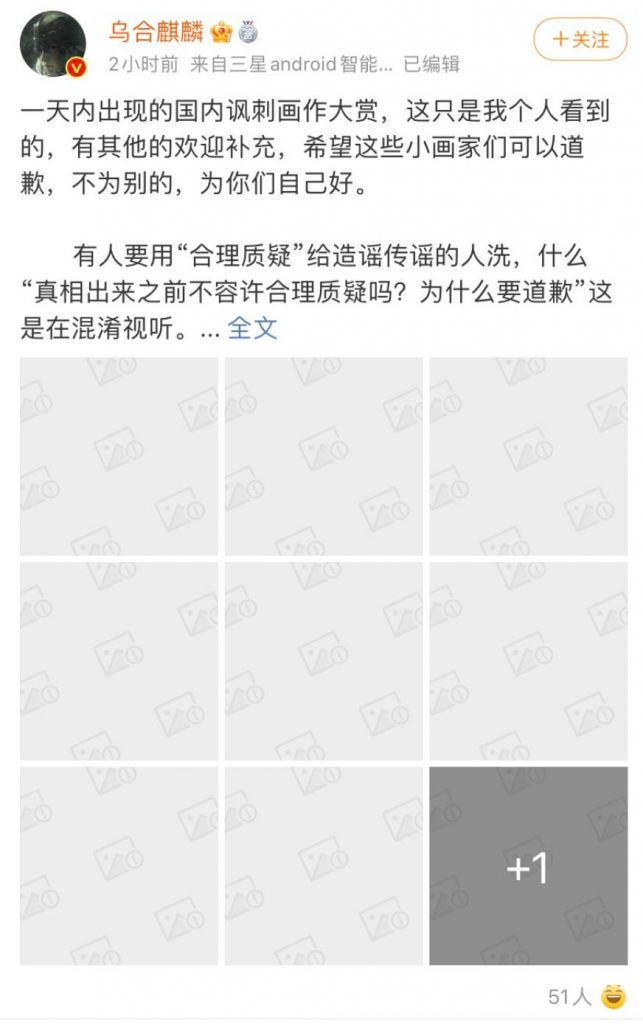 乌合麒麟
+关注
2小时前 来自三星android智能... 已编辑
一天内出现的国内讽刺画作大赏，这只是我个人看到
的，有其他的欢迎补充，希望这些小画家们可以道
歉，不为别的，为你们自己好。
有人要用“合理质疑”给造谣传谣的人洗，什么
“真相出来之前不容许合理质疑吗？为什么要道歉”这
是在混淆视听。... 全文
+1
51人